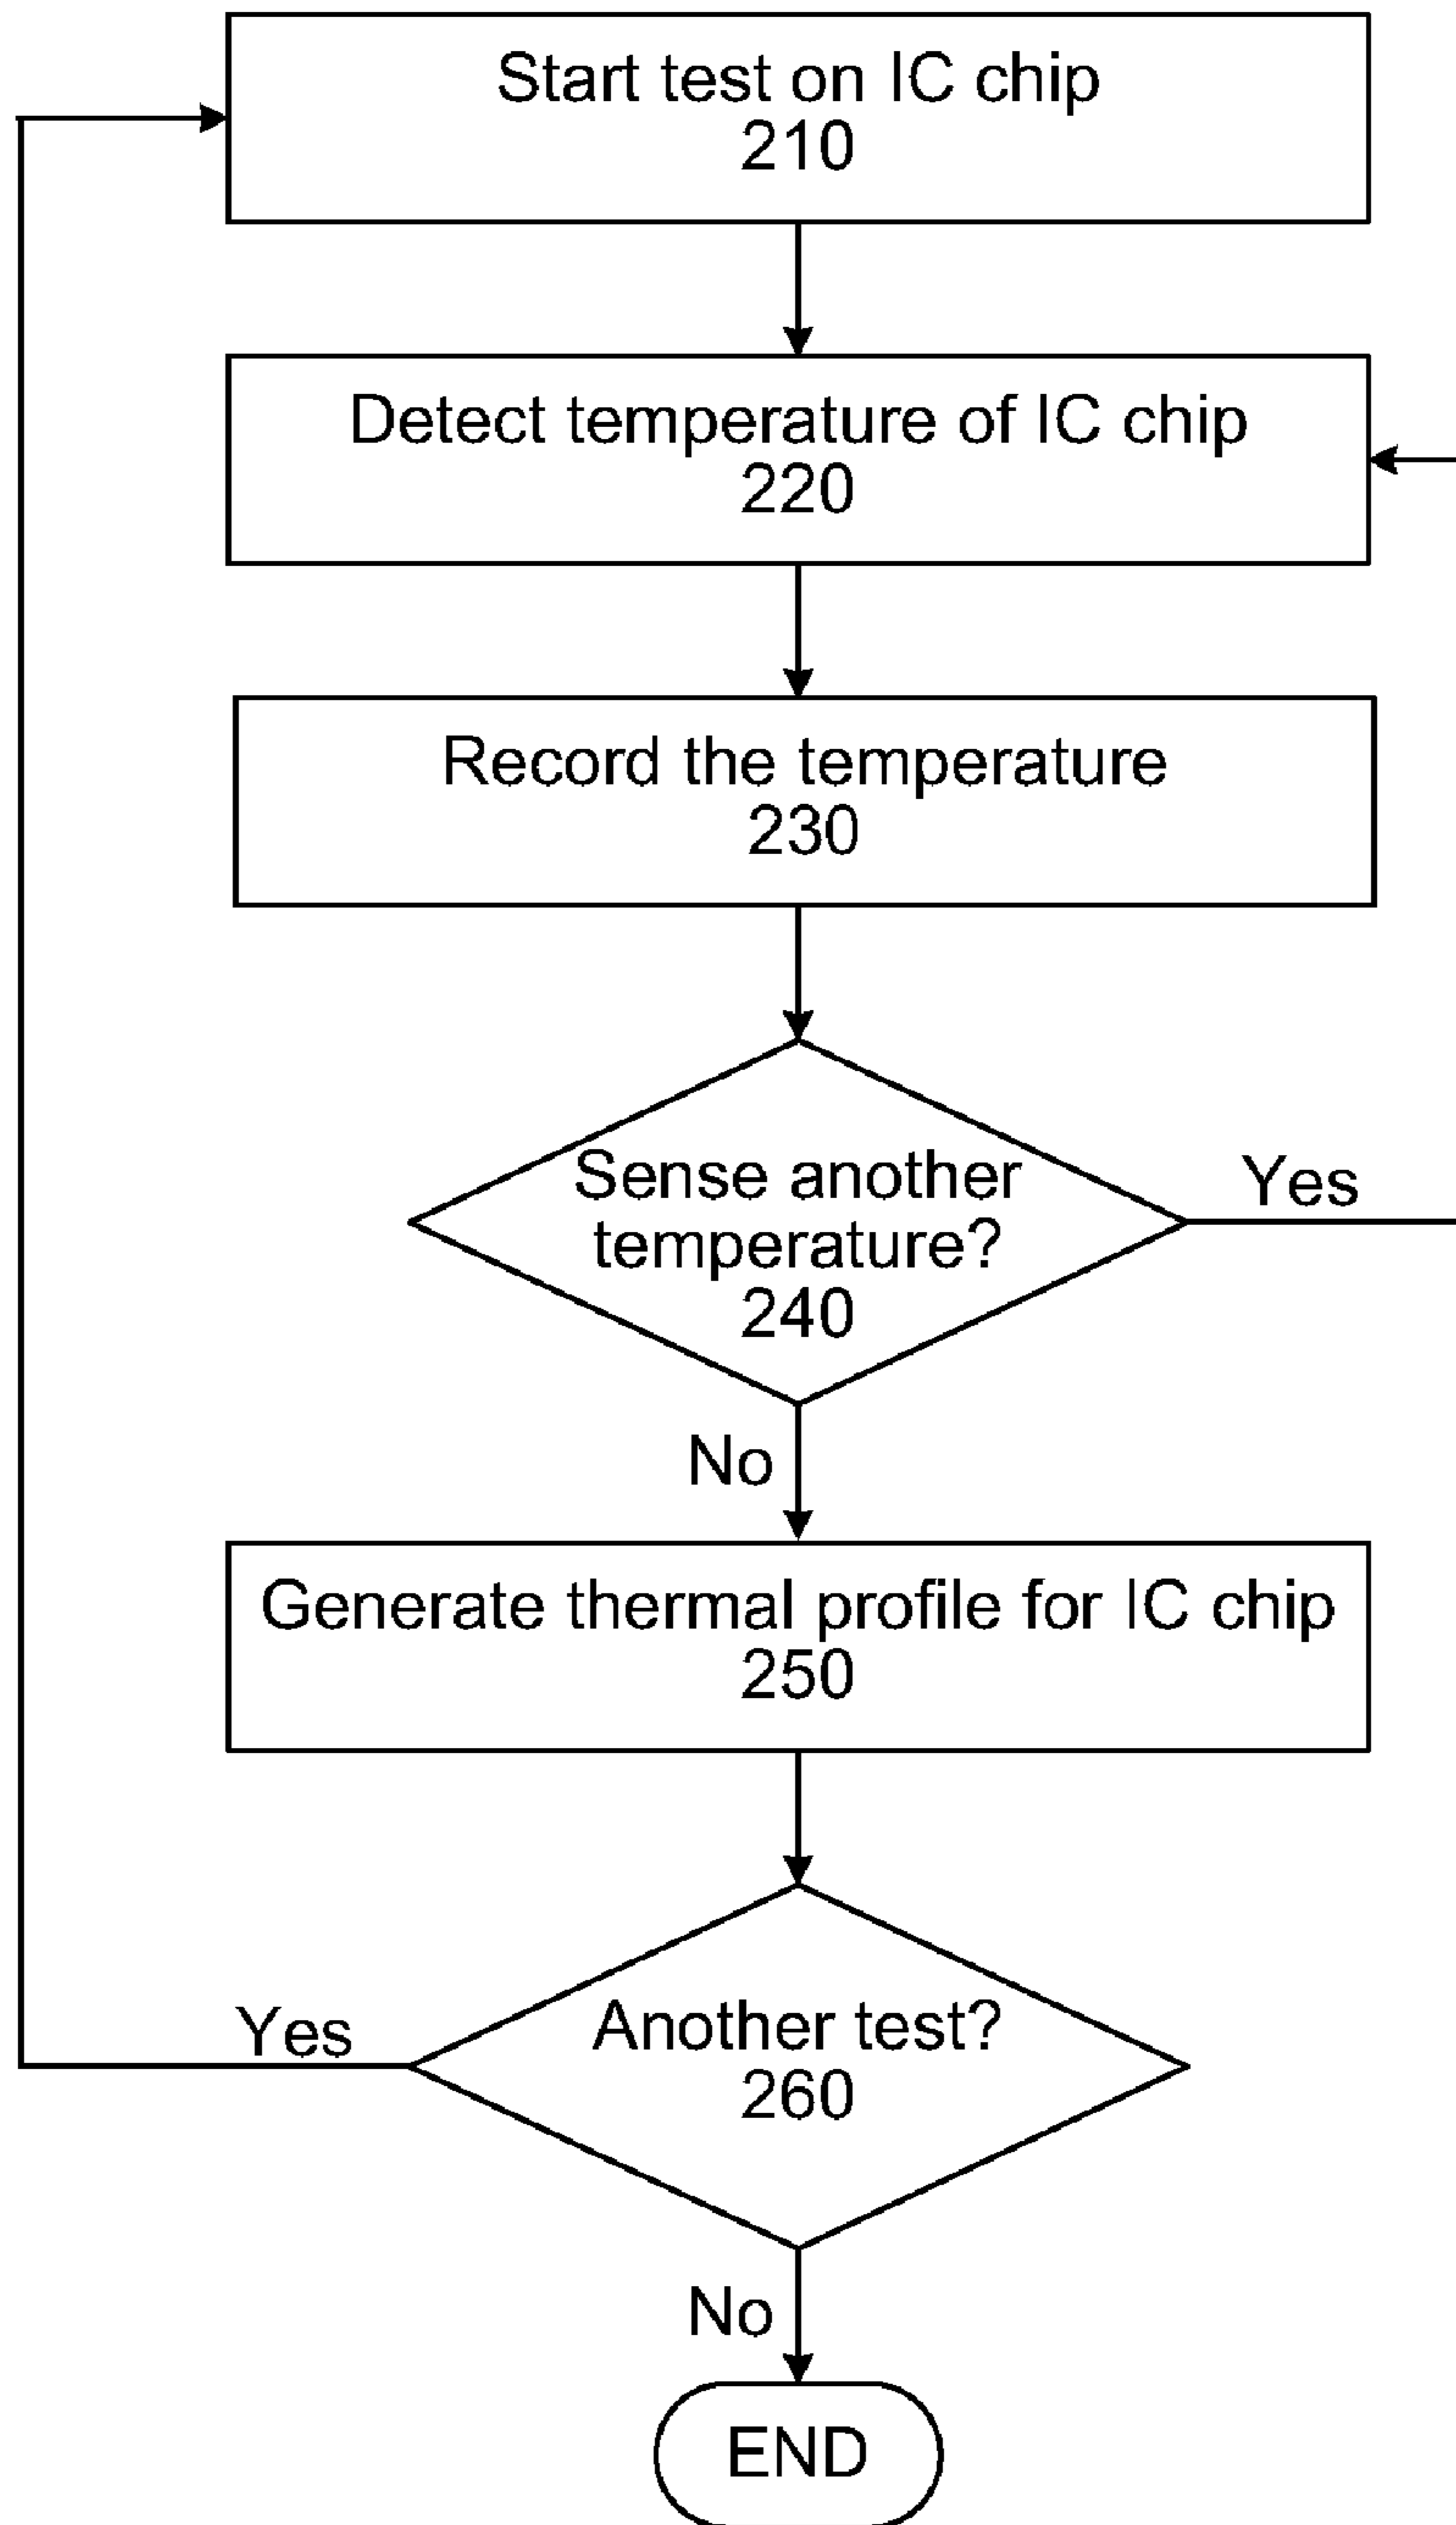 Start test on IC chip
210
Detect temperature of IC chip
220
Record the temperature
230
Sense another
temperature?
240
Yes
No
Generate thermal profile for IC chip
250
Another test?
260
Yes
No
END